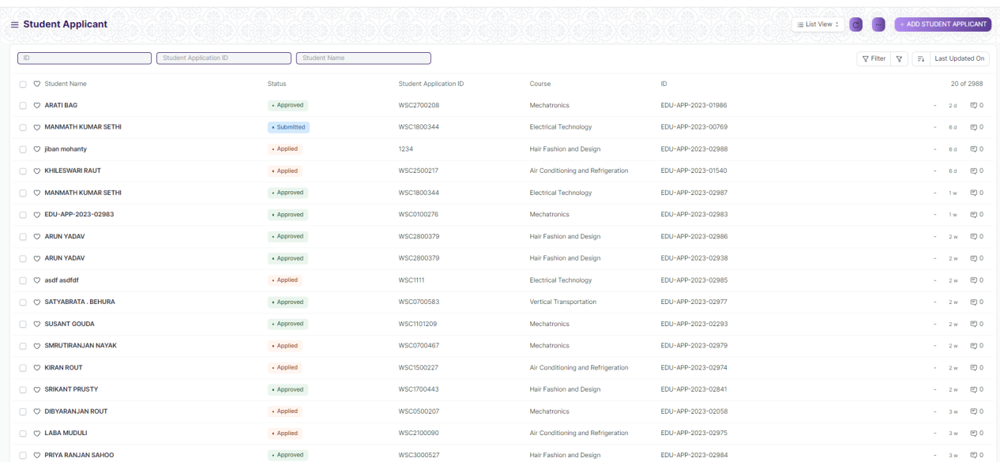 Student Applicant List View ... + ADD STUDENT APPLICANT
ID Student Application ID Student Name Filter Last Updated On
Student Name Status Student Application ID Course ID 20 of 2988
ARATI BAG • Approved WSC2700208 Mechatronics EDU-APP-2023-01986 - 2 d 0
MANMATH KUMAR SETHI • Submitted WSC1800344 Electrical Technology EDU-APP-2023-00769 - 6 d 0
jiban mohanty • Applied 1234 Hair Fashion and Design EDU-APP-2023-02988 - 6 d 0
KHILESWARI RAUT • Applied WSC2500217 Air Conditioning and Refrigeration EDU-APP-2023-01540 - 6 d 0
MANMATH KUMAR SETHI • Approved WSC1800344 Electrical Technology EDU-APP-2023-02987 - 1 w 0
EDU-APP-2023-02983 • Approved WSC0100276 Mechatronics EDU-APP-2023-02983 - 1 w 0
ARUN YADAV • Approved WSC2800379 Hair Fashion and Design EDU-APP-2023-02986 - 2 w 0
ARUN YADAV • Approved WSC2800379 Hair Fashion and Design EDU-APP-2023-02938 - 2 w 0
asdf asdfdf • Applied WSC1111 Electrical Technology EDU-APP-2023-02985 - 2 w 0
SATYABRATA . BEHURA • Approved WSC0700583 Vertical Transportation EDU-APP-2023-02977 - 2 w 0
SUSANT GOUDA • Approved WSC1101209 Mechatronics EDU-APP-2023-02293 - 2 w 0
SMRUTIRANJAN NAYAK • Applied WSC0700467 Mechatronics EDU-APP-2023-02979 - 2 w 0
KIRAN ROUT • Applied WSC1500227 Air Conditioning and Refrigeration EDU-APP-2023-02974 - 2 w 0
SRIKANT PRUSTY • Approved WSC1700443 Hair Fashion and Design EDU-APP-2023-02841 - 2 w 0
DIBYARANJAN ROUT • Applied WSC0500207 Mechatronics EDU-APP-2023-02058 - 3 w 0
LABA MUDULI • Applied WSC2100090 Air Conditioning and Refrigeration EDU-APP-2023-02975 - 3 w 0
PRIYA RANJAN SAHOO • Approved WSC3000527 Hair Fashion and Design EDU-APP-2023-02984 - 3 w 0